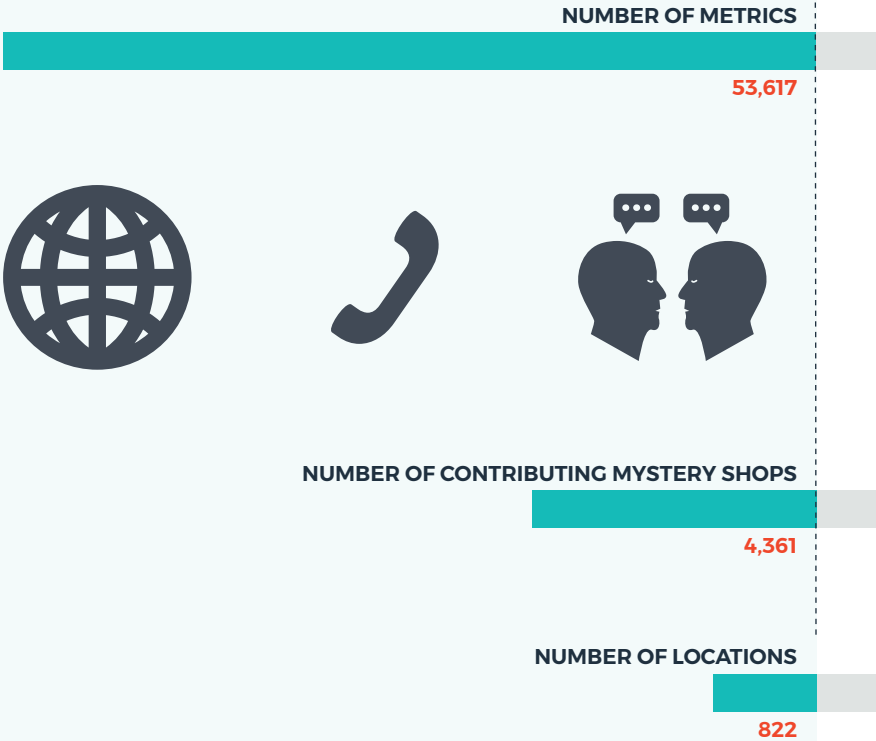 NUMBER OF METRICS
53,617
NUMBER OF CONTRIBUTING MYSTERY SHOPS
4,361
NUMBER OF LOCATIONS
822